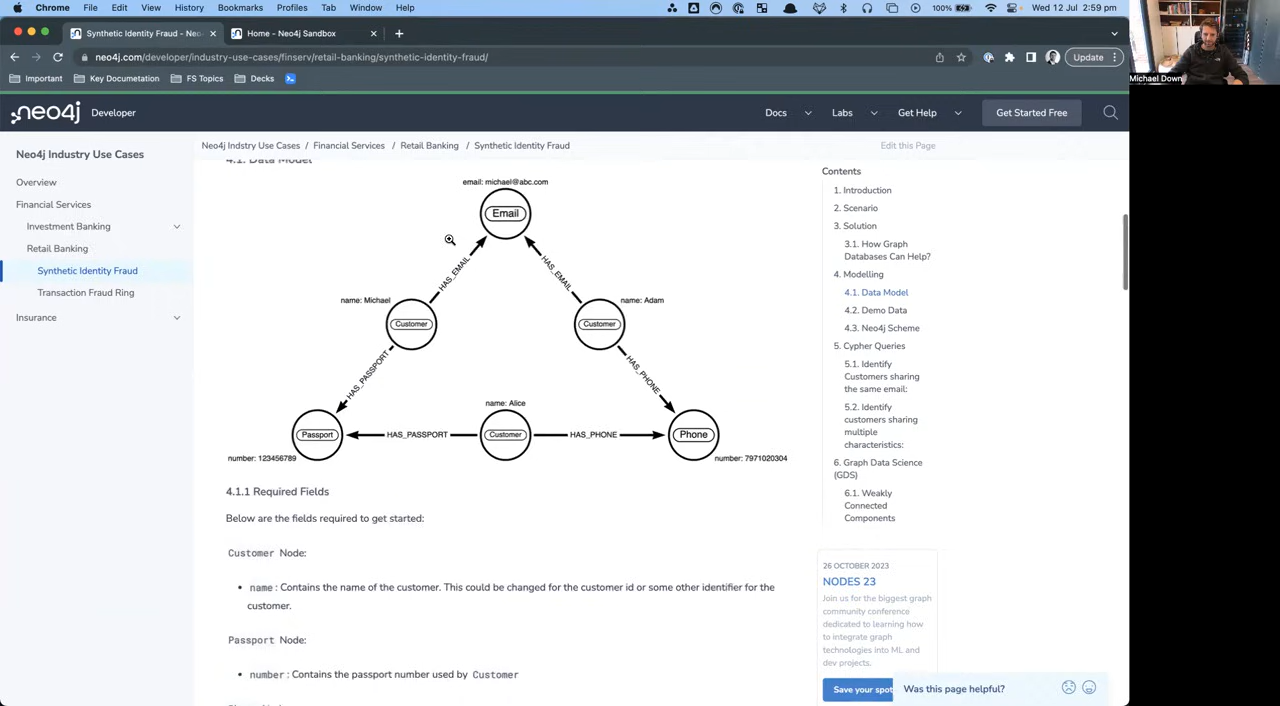 Chrome File Edit View History Bookmarks Profiles Tab Window Help 100% Wed 12 Jul 2:59 pm
Synthetic Identity Fraud - Neo4
Home - Neo4j Sandbox
neo4j.com/developer/industry-use-cases/finserv/retail-banking/synthetic-identity-fraud/
Update
Important Key Documentation FS Topics Decks
Michael Down
neo4j Developer
Docs Labs Get Help Get Started Free
Neo4j Industry Use Cases
Overview
Financial Services
Investment Banking
Retail Banking
Synthetic Identity Fraud
Transaction Fraud Ring
Insurance
Neo4j Indstry Use Cases / Financial Services / Retail Banking / Synthetic Identity Fraud
Edit this Page
4.1. Data Model
email: michael@abc.com
Email
HAS_EMAIL
HAS_EMAIL
name: Michael
Customer
name: Adam
Customer
HAS_PASSPORT
HAS_PHONE
name: Alice
Passport
HAS_PASSPORT
Customer
HAS_PHONE
Phone
number: 123456789
number: 7971020304
4.1.1 Required Fields
Below are the fields required to get started:
Customer Node:
name : Contains the name of the customer. This could be changed for the customer id or some other identifier for the
customer.
Passport Node:
number : Contains the passport number used by Customer
Contents
1. Introduction
2. Scenario
3. Solution
3.1. How Graph
Databases Can Help?
4. Modelling
4.1. Data Model
4.2. Demo Data
4.3. Neo4j Scheme
5. Cypher Queries
5.1. Identify
Customers sharing
the same email:
5.2. Identify
customers sharing
multiple
characteristics:
6. Graph Data Science
(GDS)
6.1. Weakly
Connected
Components
26 OCTOBER 2023
NODES 23
Join us for the biggest graph
community conference
dedicated to learning how
to integrate graph
technologies into ML and
dev projects.
Save your spot
Was this page helpful?